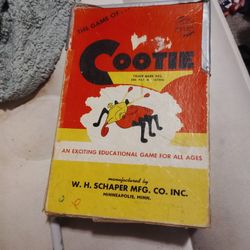 THE GAME OF:
COOTIE
TRADE MARK REG.
AN EXCITING EDUCATIONAL GAME FOR ALL AGES
manufactured by
W. H. SCHAPER MFG. CO. INC.
MINNEAPOLIS, MINN.